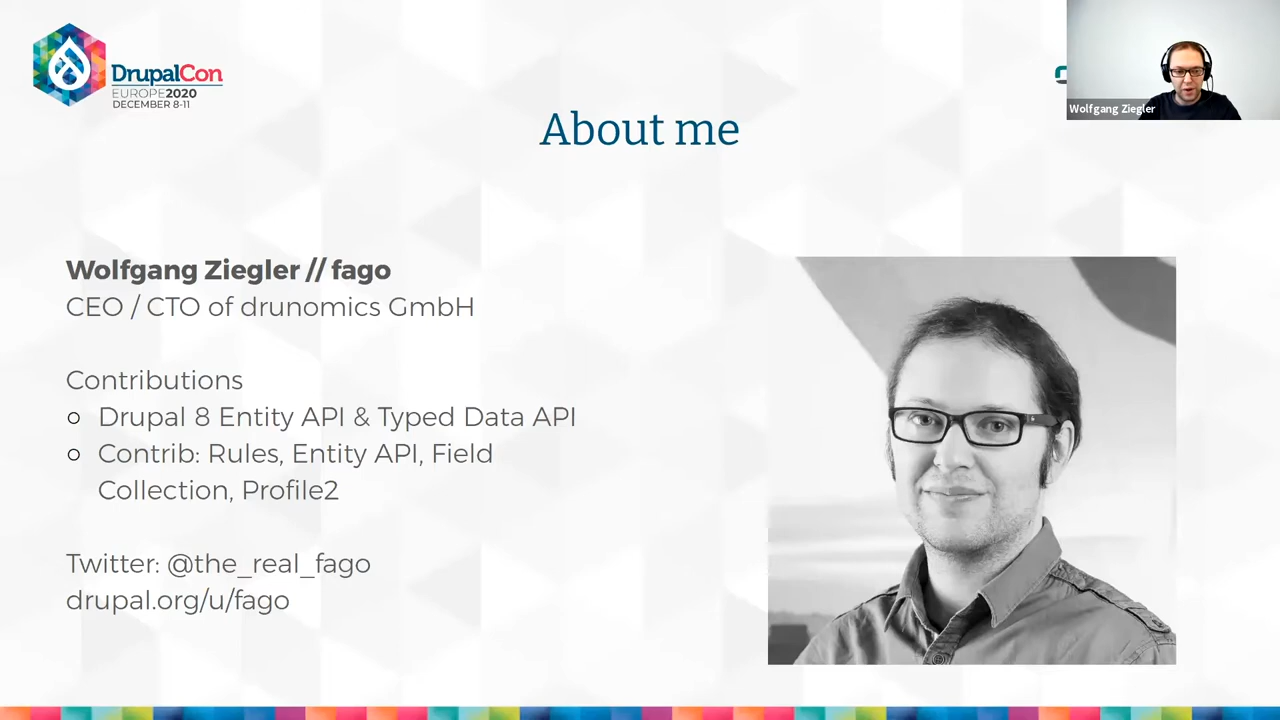 DrupalCon
EUROPE2020
DECEMBER 8-11
Wolfgang Ziegler
About me
Wolfgang Ziegler // fago
CEO / CTO of drunomics GmbH
Contributions
Drupal 8 Entity API & Typed Data API
Contrib: Rules, Entity API, Field
Collection, Profile2
Twitter: @the_real_fago
drupal.org/u/fago